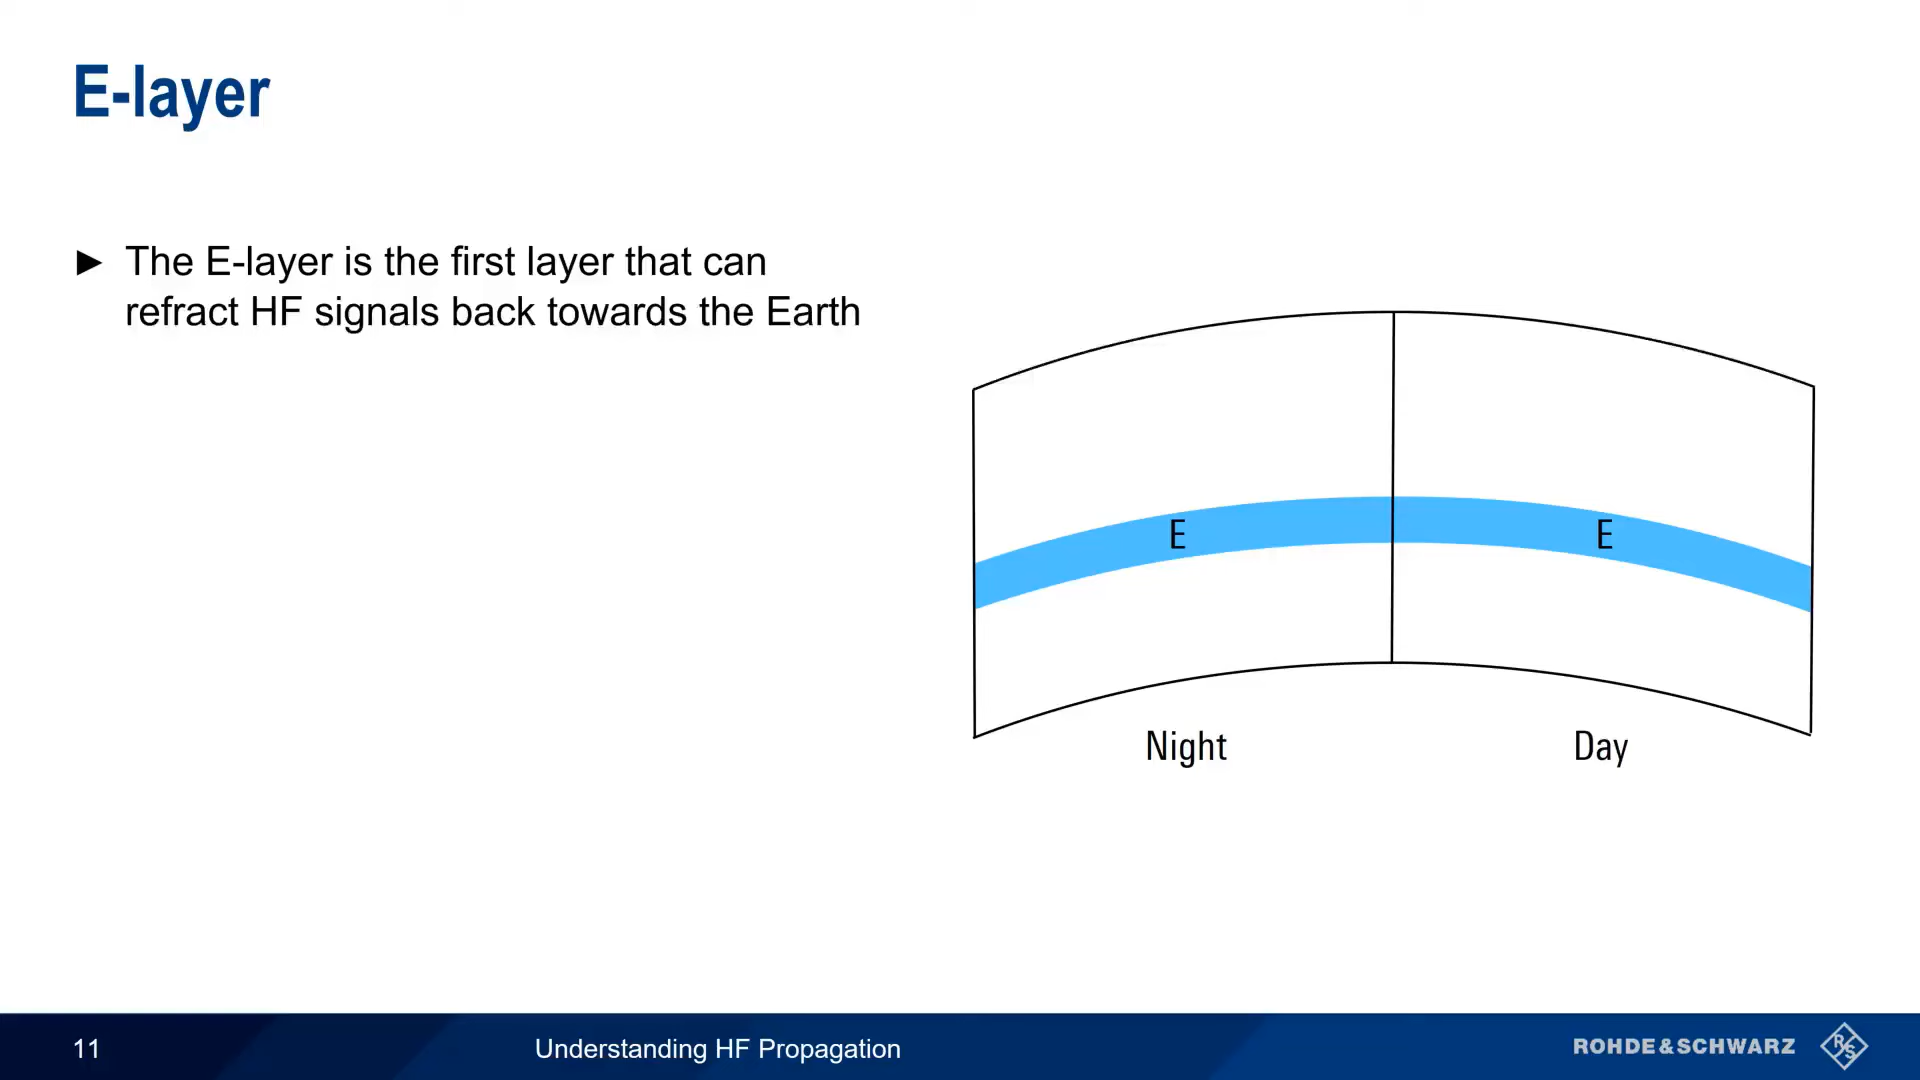 E-layer
► The E-layer is the first layer that can
refract HF signals back towards the Earth
E
E
Night
Day
11
Understanding HF Propagation
ROHDE&SCHWARZ
R&S